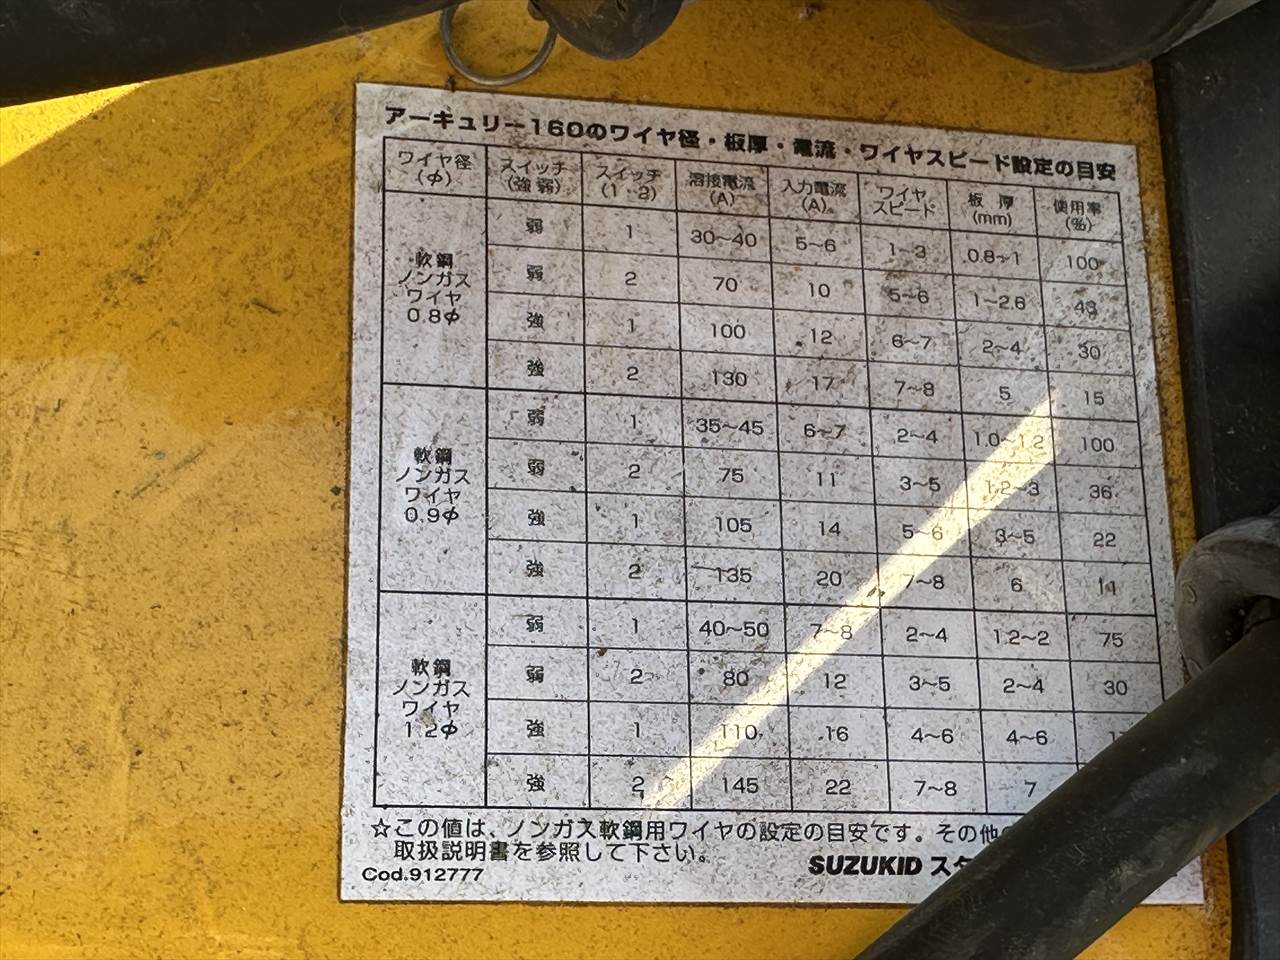 アーキュリー160のワイヤ径・板厚・電流・ワイヤスピード設定の目安
ワイヤ径 スイッチ スイッチ 溶接電流 入力電流 ワイヤ 板 厚 使用率
(φ) (強 弱) (1・2) (A) (A) スピード (mm) (%)
軟鋼
ノンガス
ワイヤ
0.8φ
弱 1 30〜40 5〜6 1〜3 0.8〜1 100
弱 2 70 10 5〜6 1〜2.6 43
強 1 100 12 6〜7 2〜4 30
強 2 130 17 7〜8 5 15
軟鋼
ノンガス
ワイヤ
0.9φ
弱 1 35〜45 6〜7 2〜4 1.0〜1.2 100
弱 2 75 11 3〜5 1.2〜3 36
強 1 105 14 5〜6 3〜5 22
強 2 135 20 7〜8 6 11
軟鋼
ノンガス
ワイヤ
1.2φ
弱 1 40〜50 7〜8 2〜4 1.2〜2 75
弱 2 80 12 3〜5 2〜4 30
強 1 110 16 4〜6 4〜6
強 2 145 22 7〜8 7
☆この値は、ノンガス軟鋼用ワイヤの設定の目安です。その他
取扱説明書を参照して下さい。
SUZUKID スタ
Cod.912777